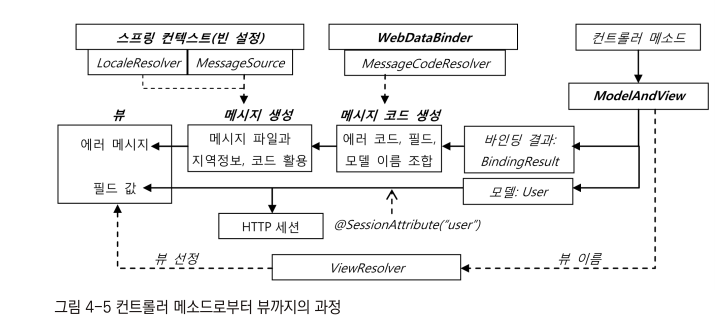 스프링 컨텍스트(빈 설정)
LocaleResolver
MessageSource
WebDataBinder
MessageCodeResolver
컨트롤러 메소드
ModelAndView
뷰
에러 메시지
필드 값
메시지 생성
메시지 파일과
지역정보, 코드 활용
메시지 코드 생성
에러 코드, 필드,
모델 이름 조합
바인딩 결과:
BindingResult
모델: User
HTTP 세션
@SessionAttribute("user")
뷰 선정
ViewResolver
뷰 이름
그림 4-5 컨트롤러 메소드로부터 뷰까지의 과정